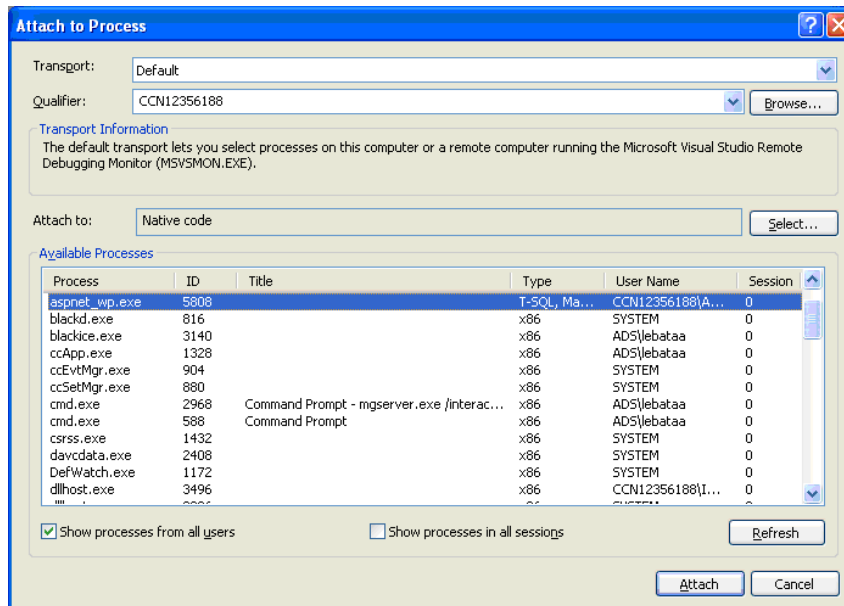 Attach to Process
Transport: Default
Qualifier: CCN12356188 Browse...
Transport Information
The default transport lets you select processes on this computer or a remote computer running the Microsoft Visual Studio Remote
Debugging Monitor (MSVSMON.EXE).
Attach to: Native code Select...
Available Processes
Process ID Title Type User Name Session
aspnet_wp.exe 5808 T-SQL, Ma... CCN12356188\A... 0
blackd.exe 816 x86 SYSTEM 0
blackice.exe 3140 x86 ADS\lebataa 0
ccApp.exe 1328 x86 ADS\lebataa 0
ccEvtMgr.exe 904 x86 SYSTEM 0
ccSetMgr.exe 880 x86 SYSTEM 0
cmd.exe 2968 Command Prompt - mgserver.exe /interac... x86 ADS\lebataa 0
cmd.exe 588 Command Prompt x86 ADS\lebataa 0
csrss.exe 1432 x86 SYSTEM 0
davcdata.exe 2408 x86 SYSTEM 0
DefWatch.exe 1172 x86 SYSTEM 0
dllhost.exe 3496 x86 CCN12356188\I... 0
Show processes from all users Show processes in all sessions Refresh
Attach Cancel